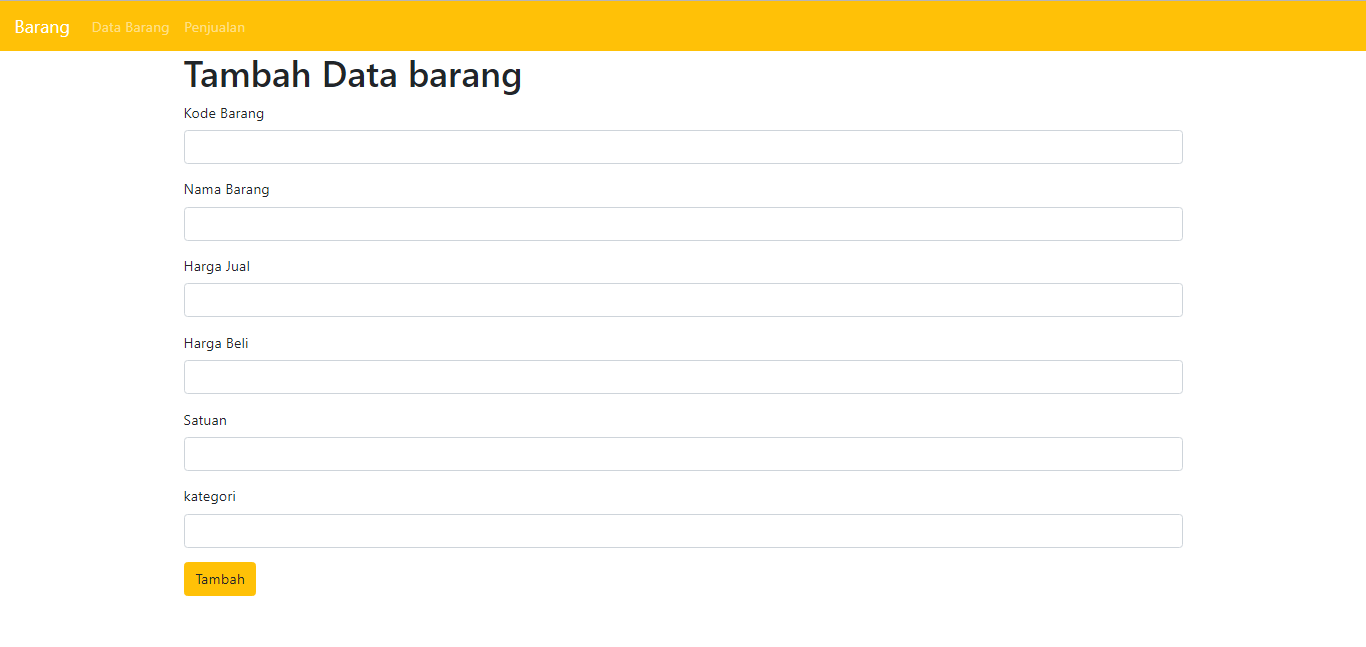 Barang Data Barang Penjualan
Tambah Data barang
Kode Barang
Nama Barang
Harga Jual
Harga Beli
Satuan
kategori
Tambah